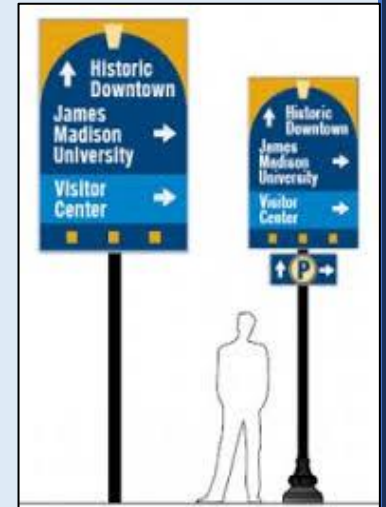 Historic
Downtown
James
Madison
University
Visitor
Center
Historic
Downtown
James
Madison
University
Visitor
Center
P